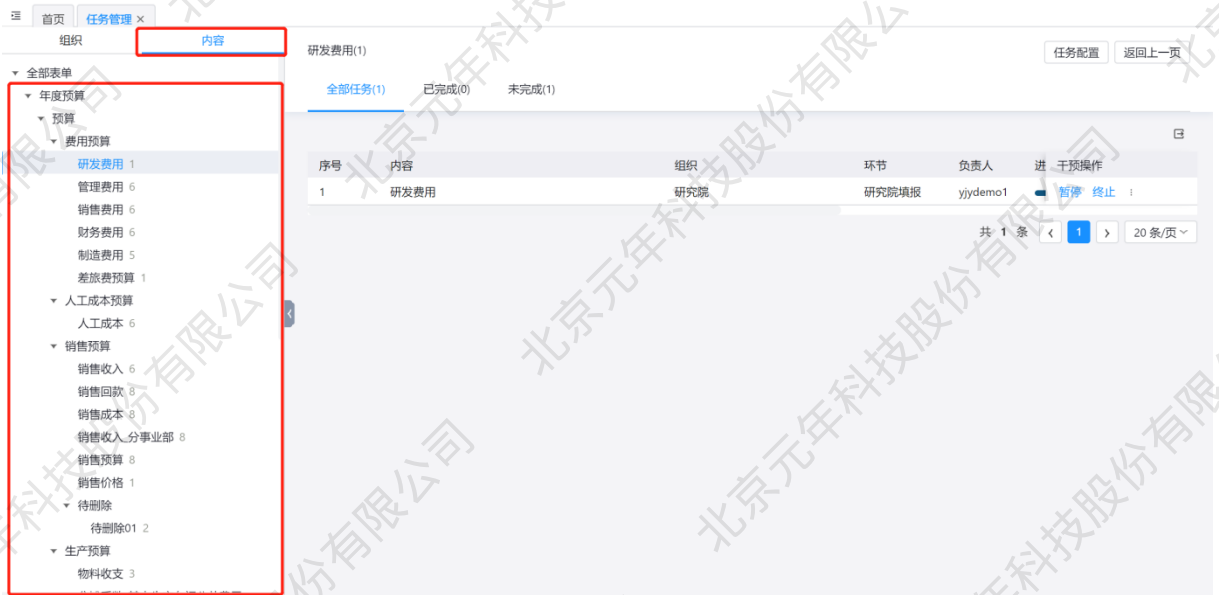 首页 任务管理 ×
组织 内容
研发费用(1) 任务配置 返回上一页
全部表单
全部任务(1) 已完成(0) 未完成(1)
年度预算
预算
费用预算
研发费用 1
管理费用 6
销售费用 6
财务费用 6
制造费用 5
差旅费预算 1
人工成本预算
人工成本 6
销售预算
销售收入 6
销售回款 8
销售成本 8
销售收入_分事业部 8
销售预算 8
销售价格 1
待删除
待删除01 2
生产预算
物料收支 3
序号 内容 组织 环节 负责人 进 干预操作
1 研发费用 研究院 研究院填报 yjydemo1 暂停 终止
共 1 条 1 20 条/页
北京元年科技股份有限公司